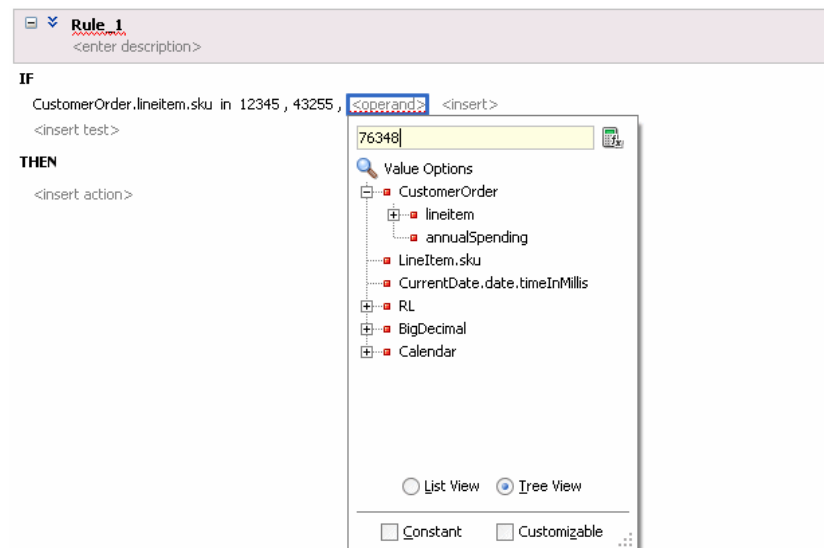 Rule_1
<enter description>
IF
CustomerOrder.lineitem.sku in 12345 , 43255 , <operand> <insert>
<insert test>
76348
THEN
Value Options
CustomerOrder
<insert action>
lineitem
annualSpending
LineItem.sku
CurrentDate.date.timeInMillis
RL
BigDecimal
Calendar
List View Tree View
Constant Customizable